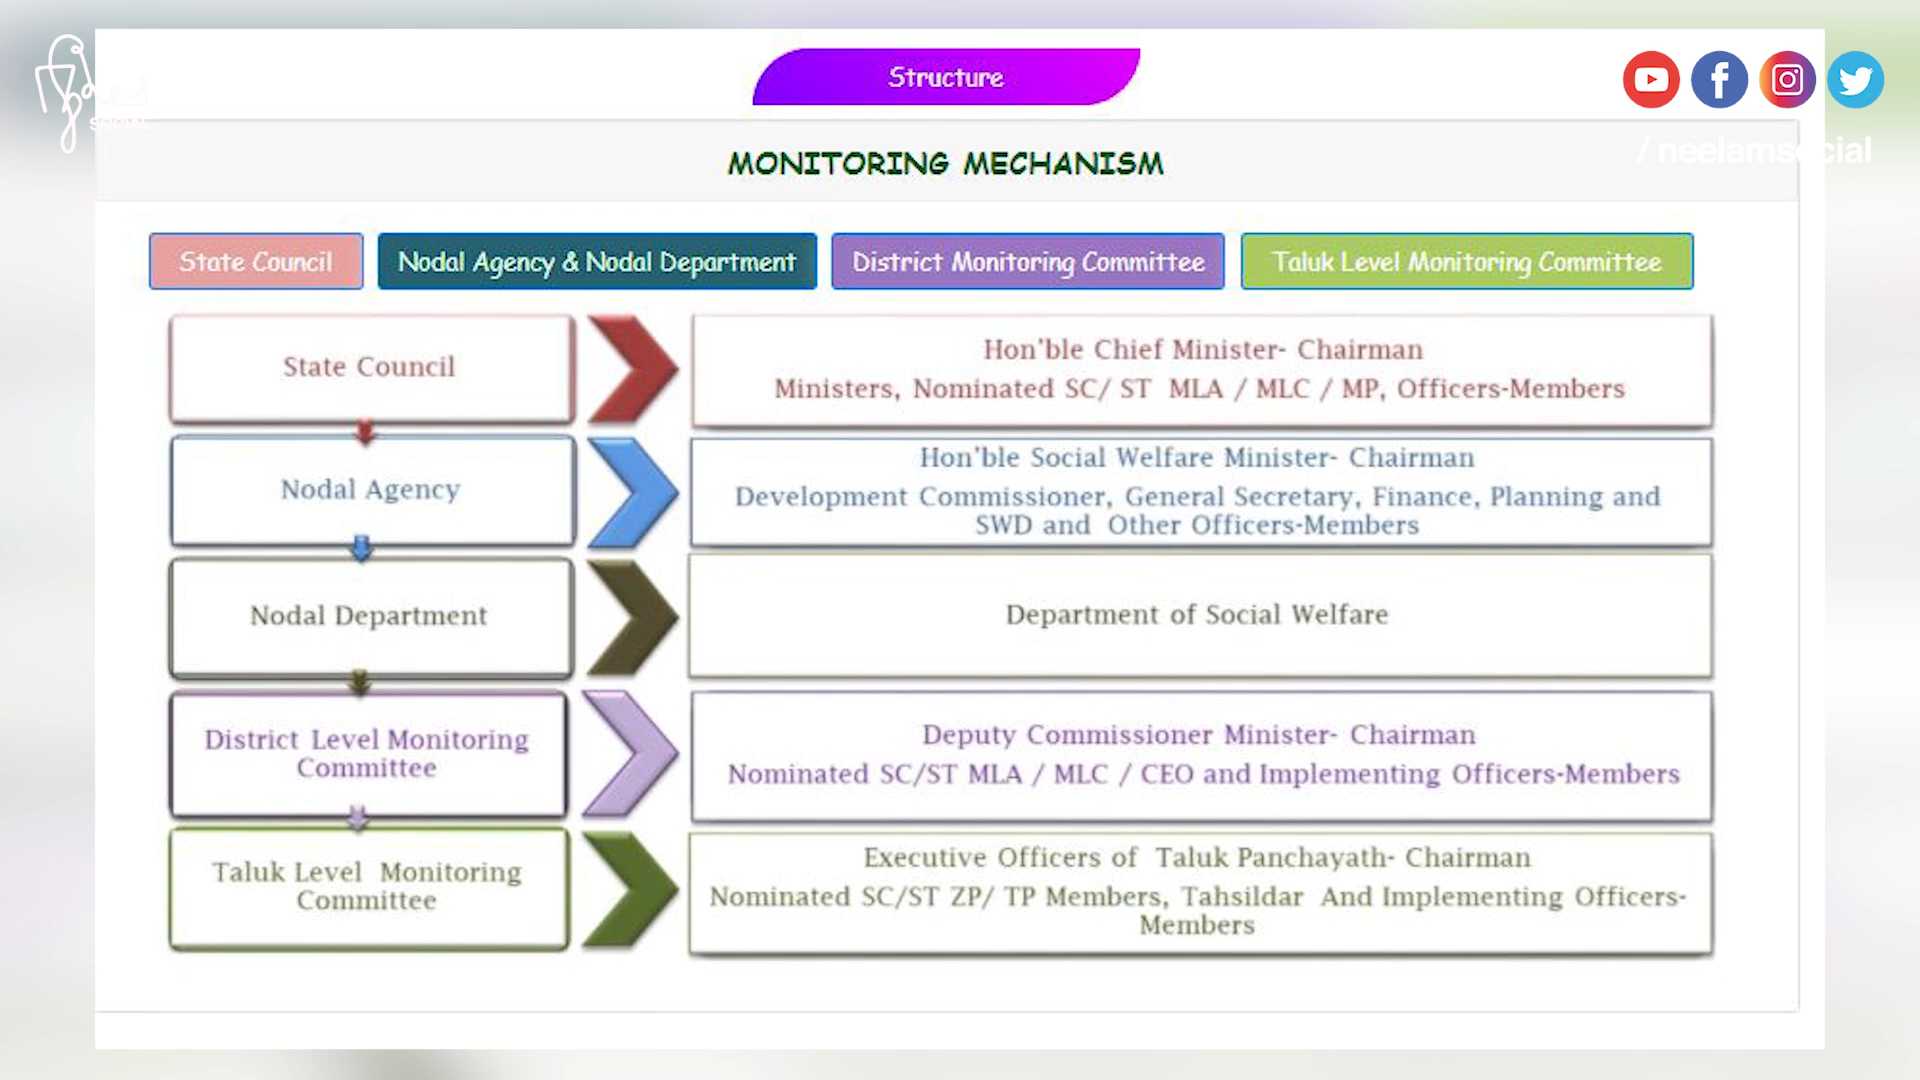 Structure
SOCIAL
/ neelamsocial
MONITORING MECHANISM
State Council
Nodal Agency & Nodal Department
District Monitoring Committee
Taluk Level Monitoring Committee
State Council
Hon'ble Chief Minister- Chairman
Ministers, Nominated SC/ ST MLA / MLC / MP, Officers-Members
Nodal Agency
Hon'ble Social Welfare Minister- Chairman
Development Commissioner, General Secretary, Finance, Planning and
SWD and Other Officers-Members
Nodal Department
Department of Social Welfare
District Level Monitoring
Committee
Deputy Commissioner Minister- Chairman
Nominated SC/ST MLA / MLC / CEO and Implementing Officers-Members
Taluk Level Monitoring
Committee
Executive Officers of Taluk Panchayath- Chairman
Nominated SC/ST ZP/ TP Members, Tahsildar And Implementing Officers-
Members